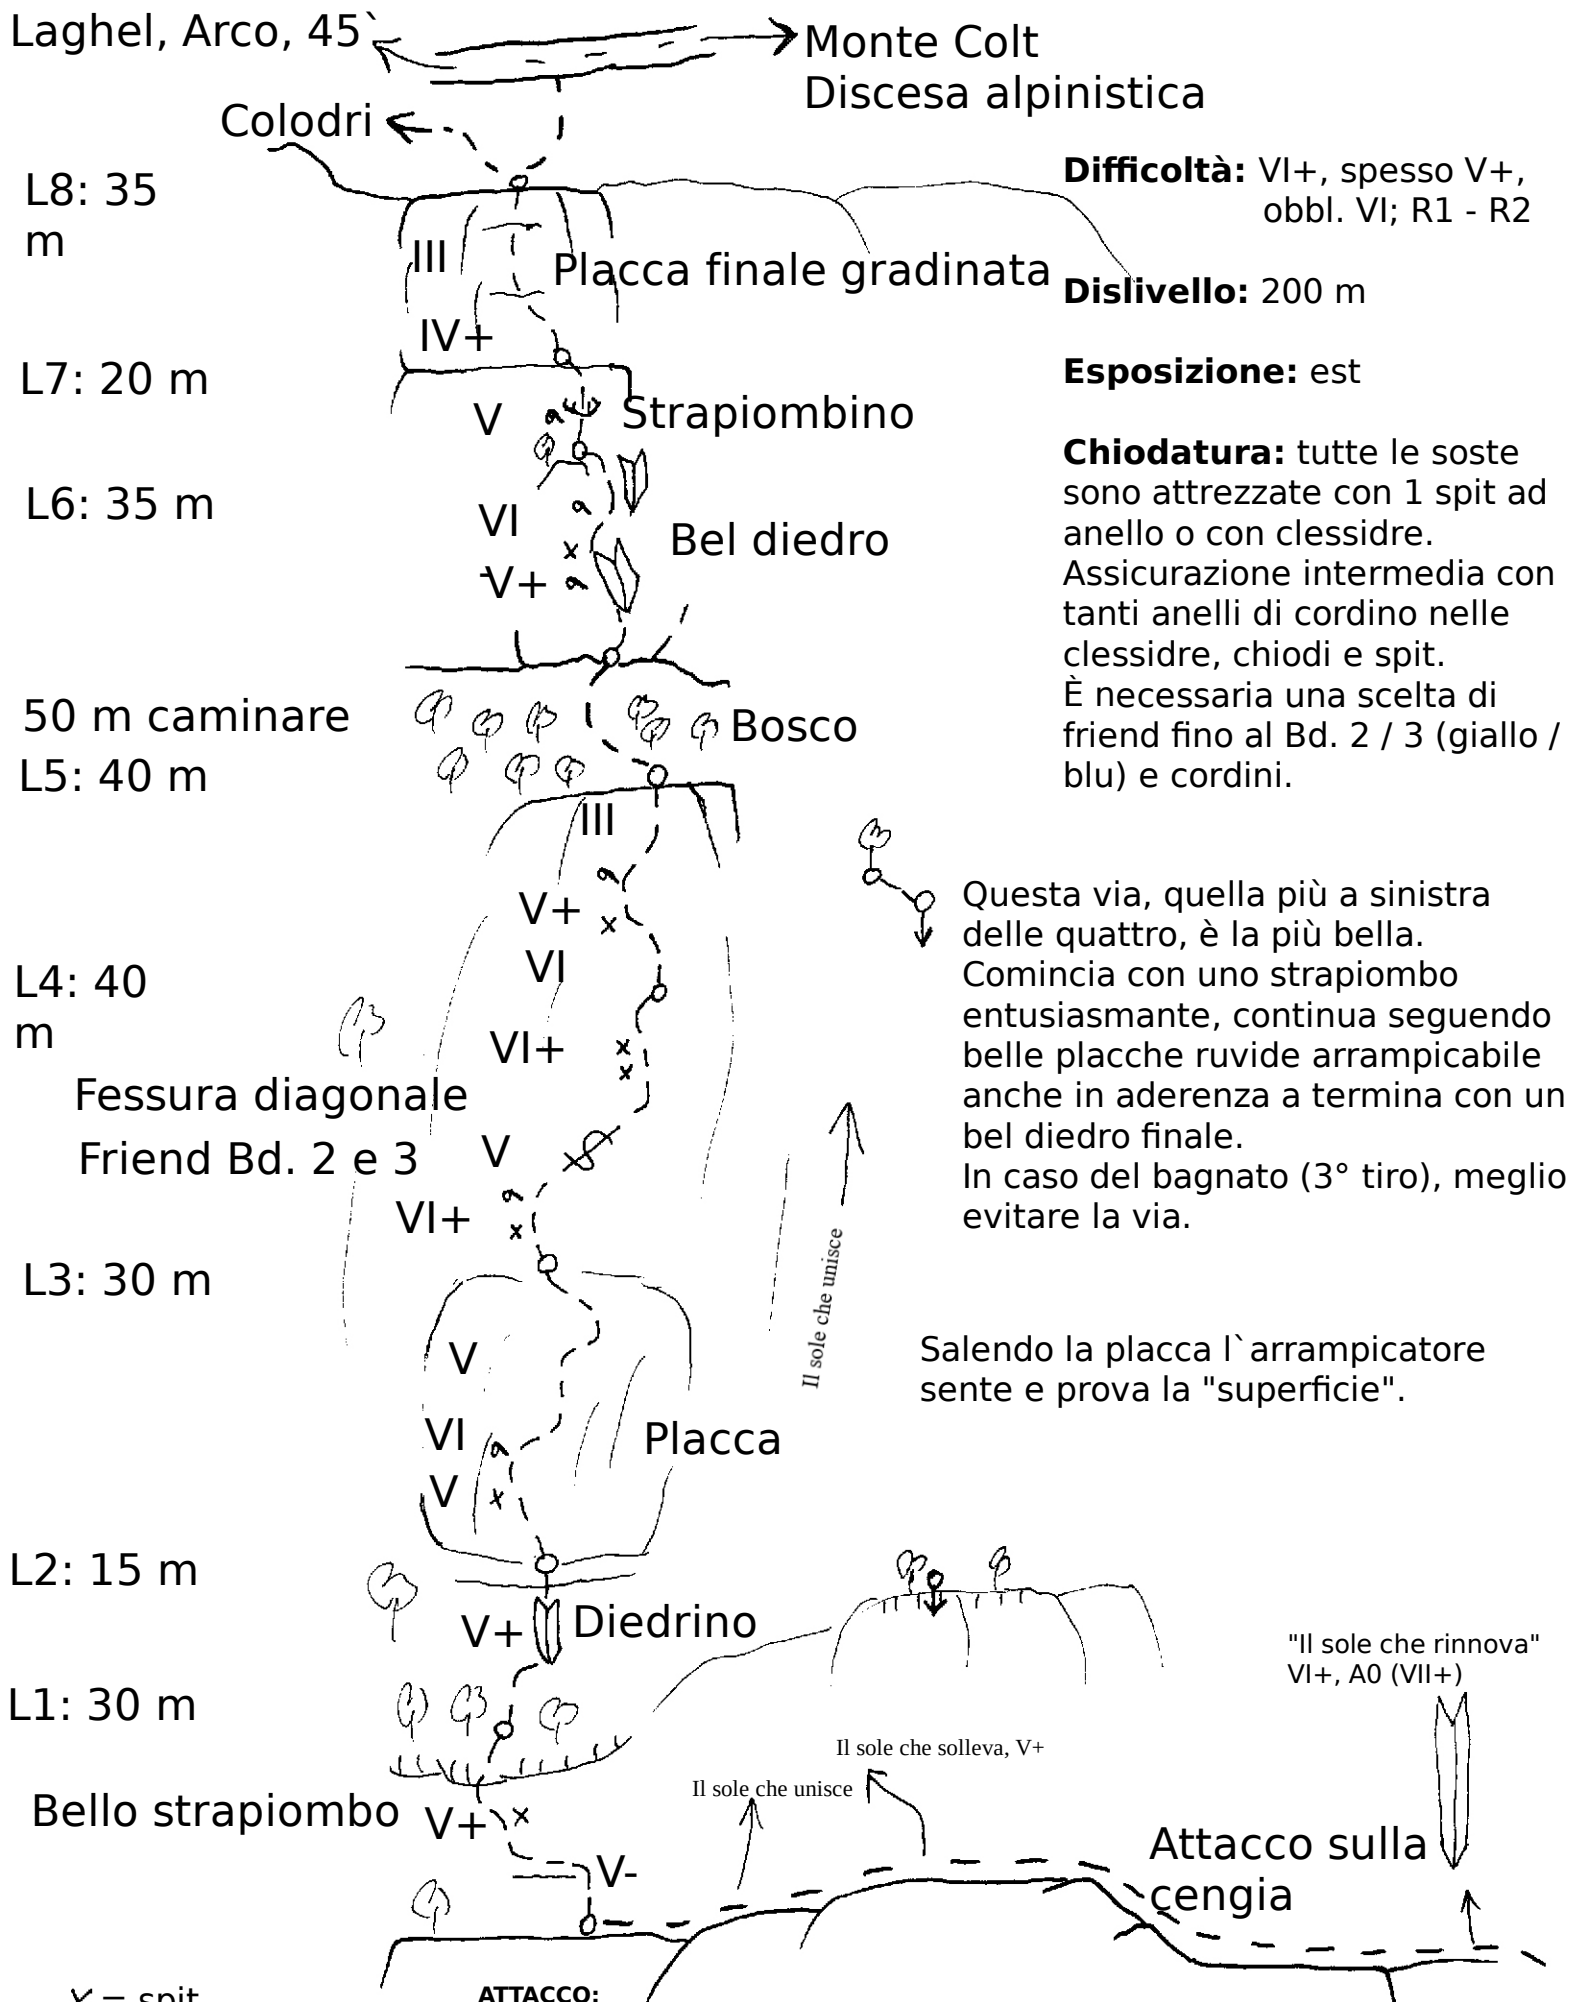 Laghel, Arco, 45`
Monte Colt
Discesa alpinistica
Colodri
L8: 35
m
Difficoltà: VI+, spesso V+,
obbl. VI; R1 - R2
III
Placca finale gradinata
Dislivello: 200 m
IV+
L7: 20 m
Esposizione: est
V
Strapiombino
Chiodatura: tutte le soste
sono attrezzate con 1 spit ad
anello o con clessidre.
Assicurazione intermedia con
tanti anelli di cordino nelle
clessidre, chiodi e spit.
È necessaria una scelta di
friend fino al Bd. 2 / 3 (giallo /
blu) e cordini.
L6: 35 m
VI
Bel diedro
V+
50 m caminare
Bosco
L5: 40 m
III
V+
VI
Questa via, quella più a sinistra
delle quattro, è la più bella.
Comincia con uno strapiombo
entusiasmante, continua seguendo
belle placche ruvide arrampicabile
anche in aderenza a termina con un
bel diedro finale.
In caso del bagnato (3° tiro), meglio
evitare la via.
L4: 40
m
VI+
Fessura diagonale
Friend Bd. 2 e 3
V
VI+
Il sole che unisce
L3: 30 m
V
Salendo la placca l`arrampicatore
sente e prova la "superficie".
VI
Placca
V
L2: 15 m
V+
Diedrino
"Il sole che rinnova"
VI+, A0 (VII+)
L1: 30 m
Il sole che solleva, V+
Il sole che unisce
Bello strapiombo
V+
V-
Attacco sulla
cengia
x = spit
ATTACCO: